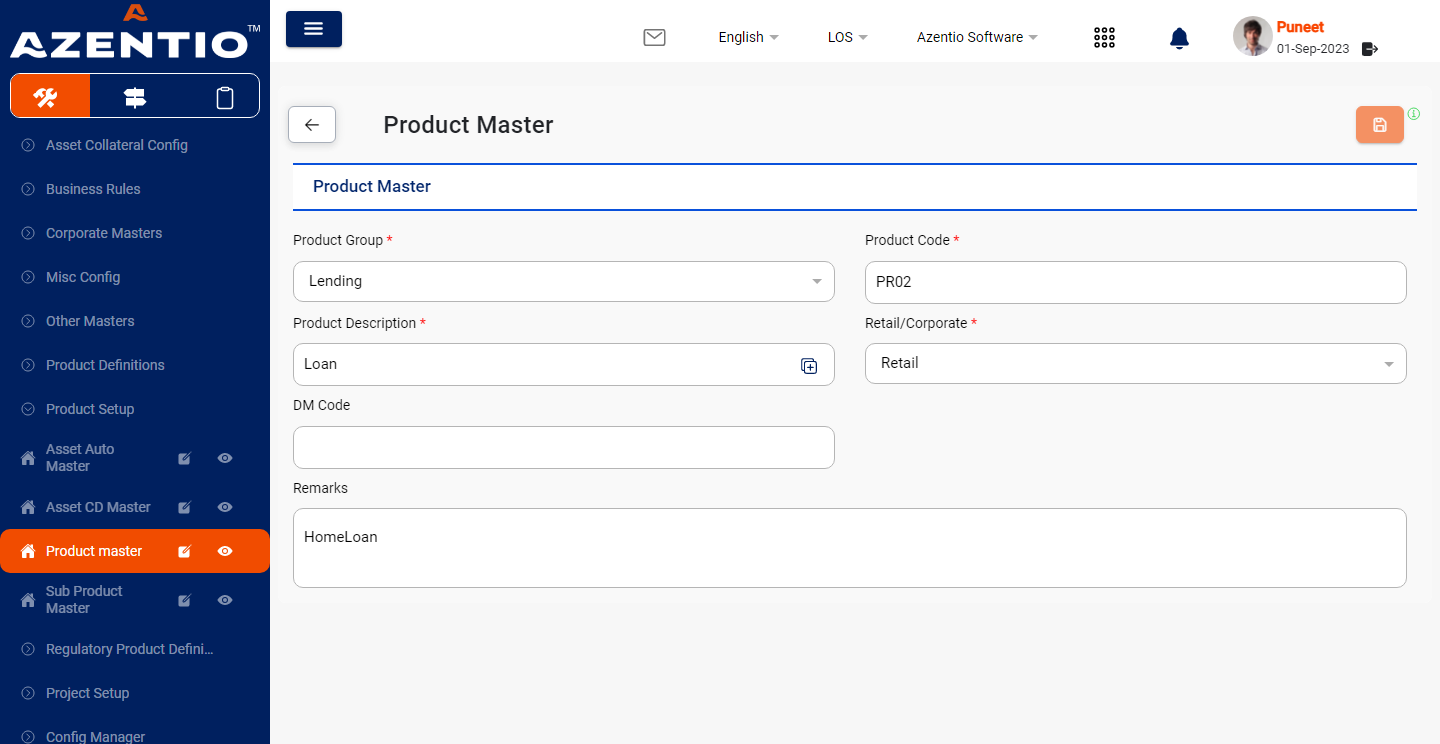 AZENTIO™
English
LOS
Azentio Software
Puneet
01-Sep-2023
Asset Collateral Config
Business Rules
Corporate Masters
Misc Config
Other Masters
Product Definitions
Product Setup
Asset Auto
Master
Asset CD Master
Product master
Sub Product
Master
Regulatory Product Defini...
Project Setup
Config Manager
Product Master
Product Master
Product Group *
Product Code *
Lending
PR02
Product Description *
Retail/Corporate *
Loan
Retail
DM Code
Remarks
HomeLoan